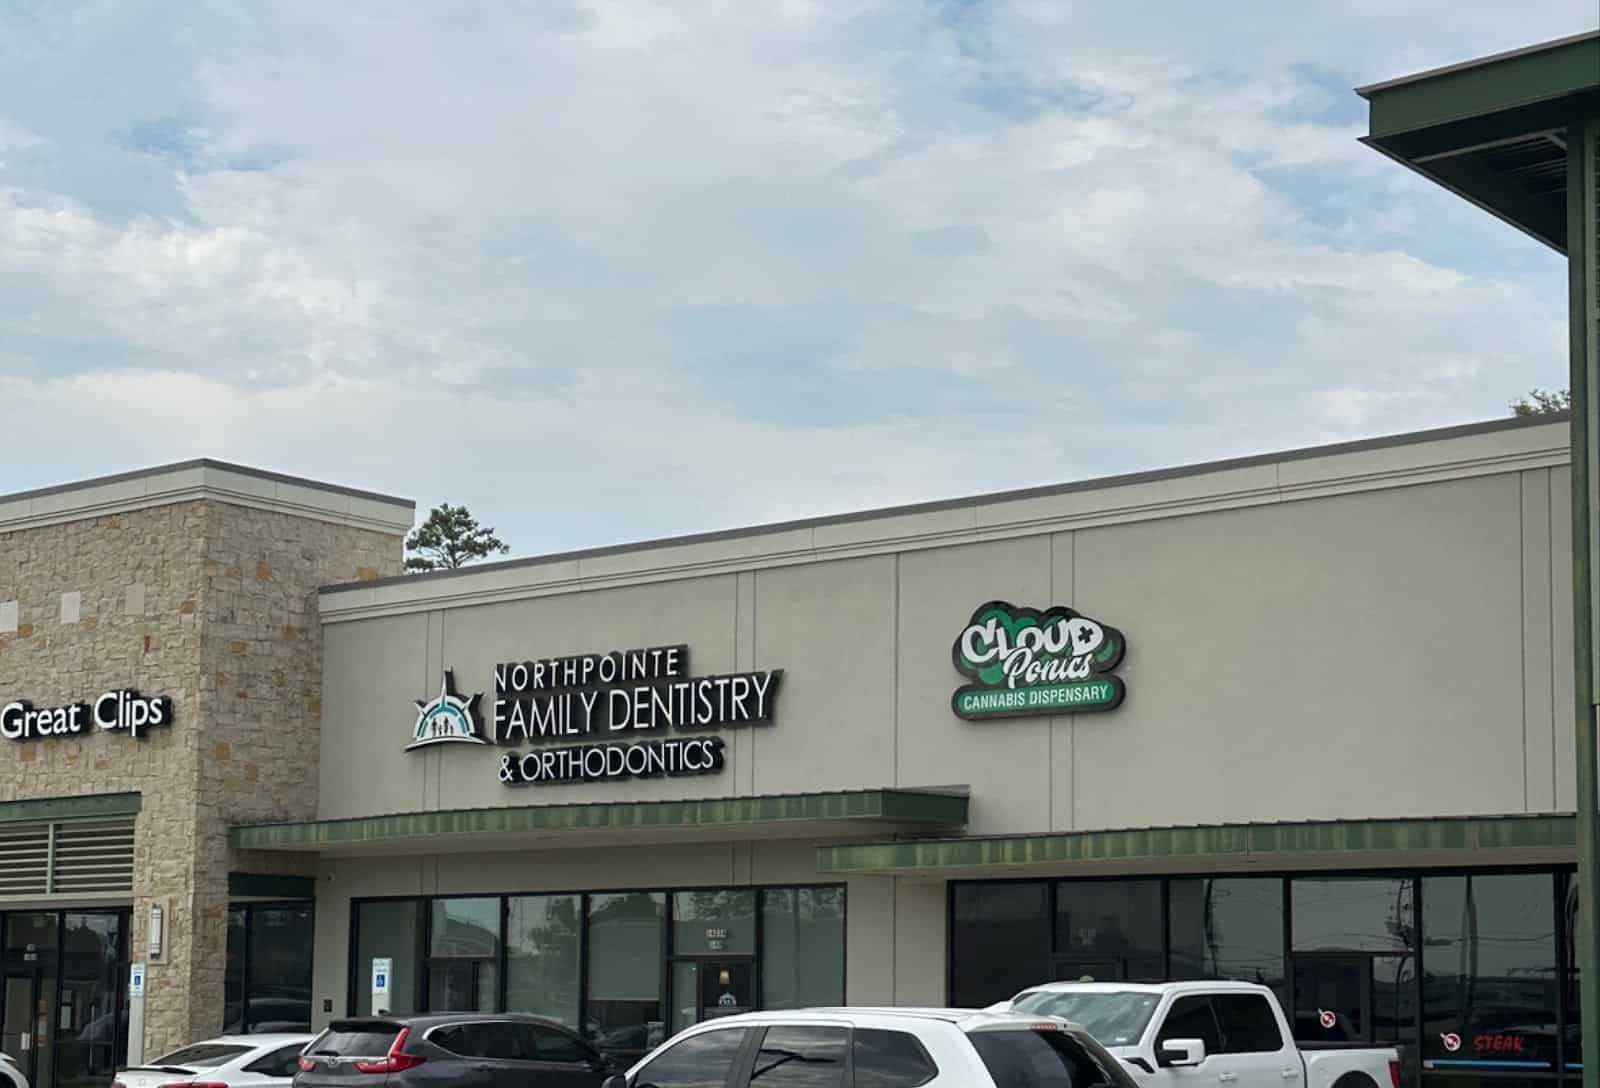 Great Clips
NORTHPOINTE
FAMILY DENTISTRY
& ORTHODONTICS
CLOUD
Ponics
CANNABIS DISPENSARY
STEAK